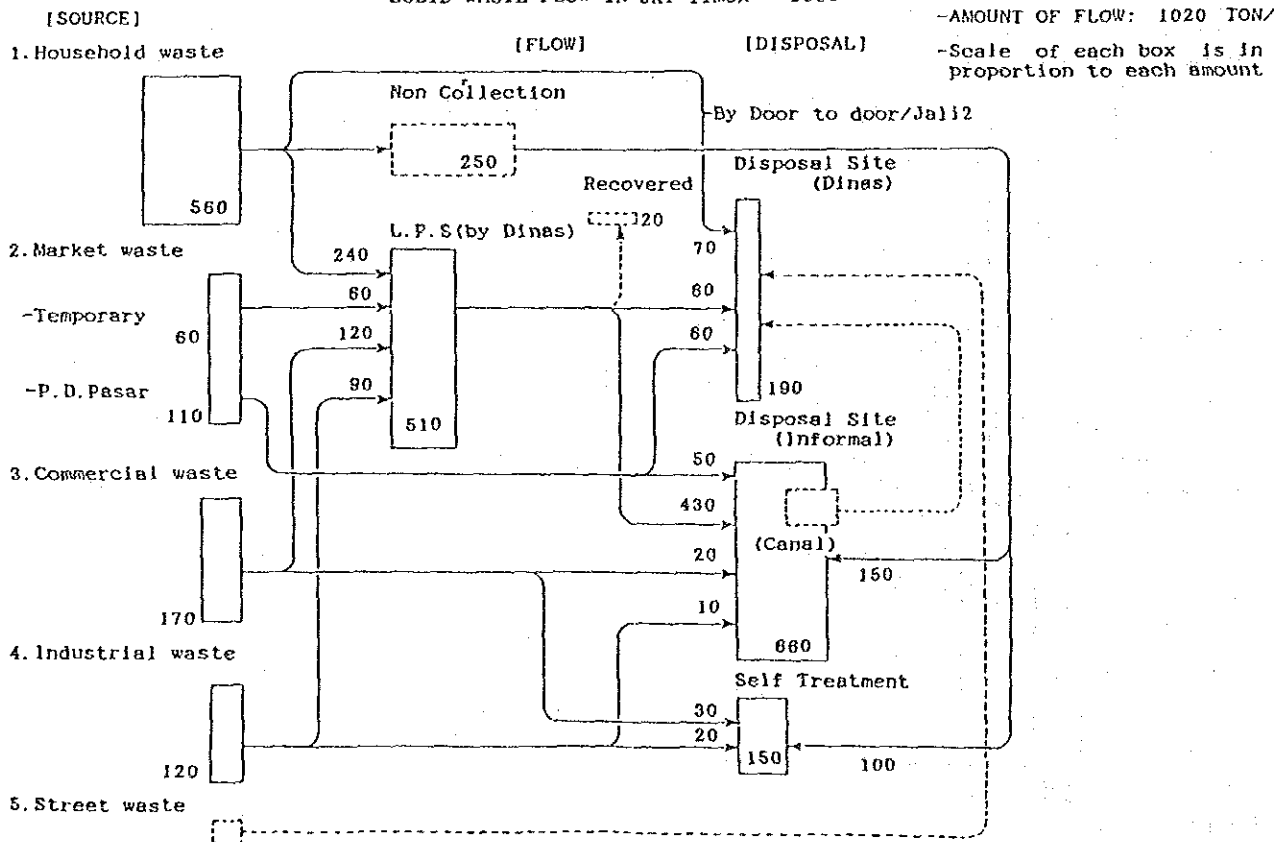 [SOURCE]
-AMOUNT OF FLOW: 1020 TON/
1.Household waste
[FLOW]
[DISPOSAL]
-Scale of each box is in
proportion to each amount
Non Collection
By Door to door/Jali2
250
Disposal Site
(Dinas)
Recovered
560
20
L.P.S(by Dinas)
2.Market waste
240
70
60
60
-Temporary
60
120
60
-P.D.Pasar
90
190
110
510
Disposal Site
(Informal)
3.Commercial waste
50
430
(Canal)
20
150
10
170
660
4.Industrial waste
Self Treatment
30
20
150
100
120
5.Street waste